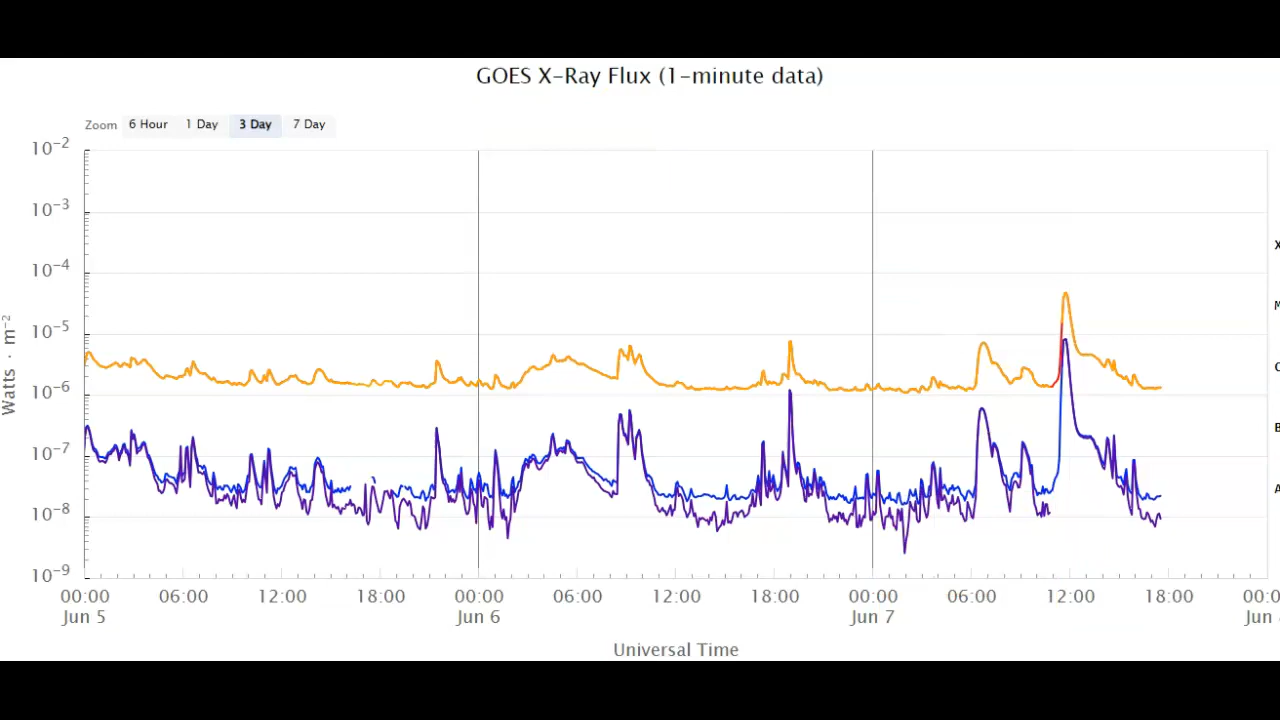 GOES X-Ray Flux (1-minute data)
Zoom 6 Hour 1 Day 3 Day 7 Day
10⁻²
10⁻³
10⁻⁴
10⁻⁵
10⁻⁶
10⁻⁷
10⁻⁸
10⁻⁹
Watts · m⁻²
X
M
C
B
A
00:00 06:00 12:00 18:00 00:00 06:00 12:00 18:00 00:00 06:00 12:00 18:00 00:0
Jun 5 Jun 6 Jun 7 Jun
Universal Time